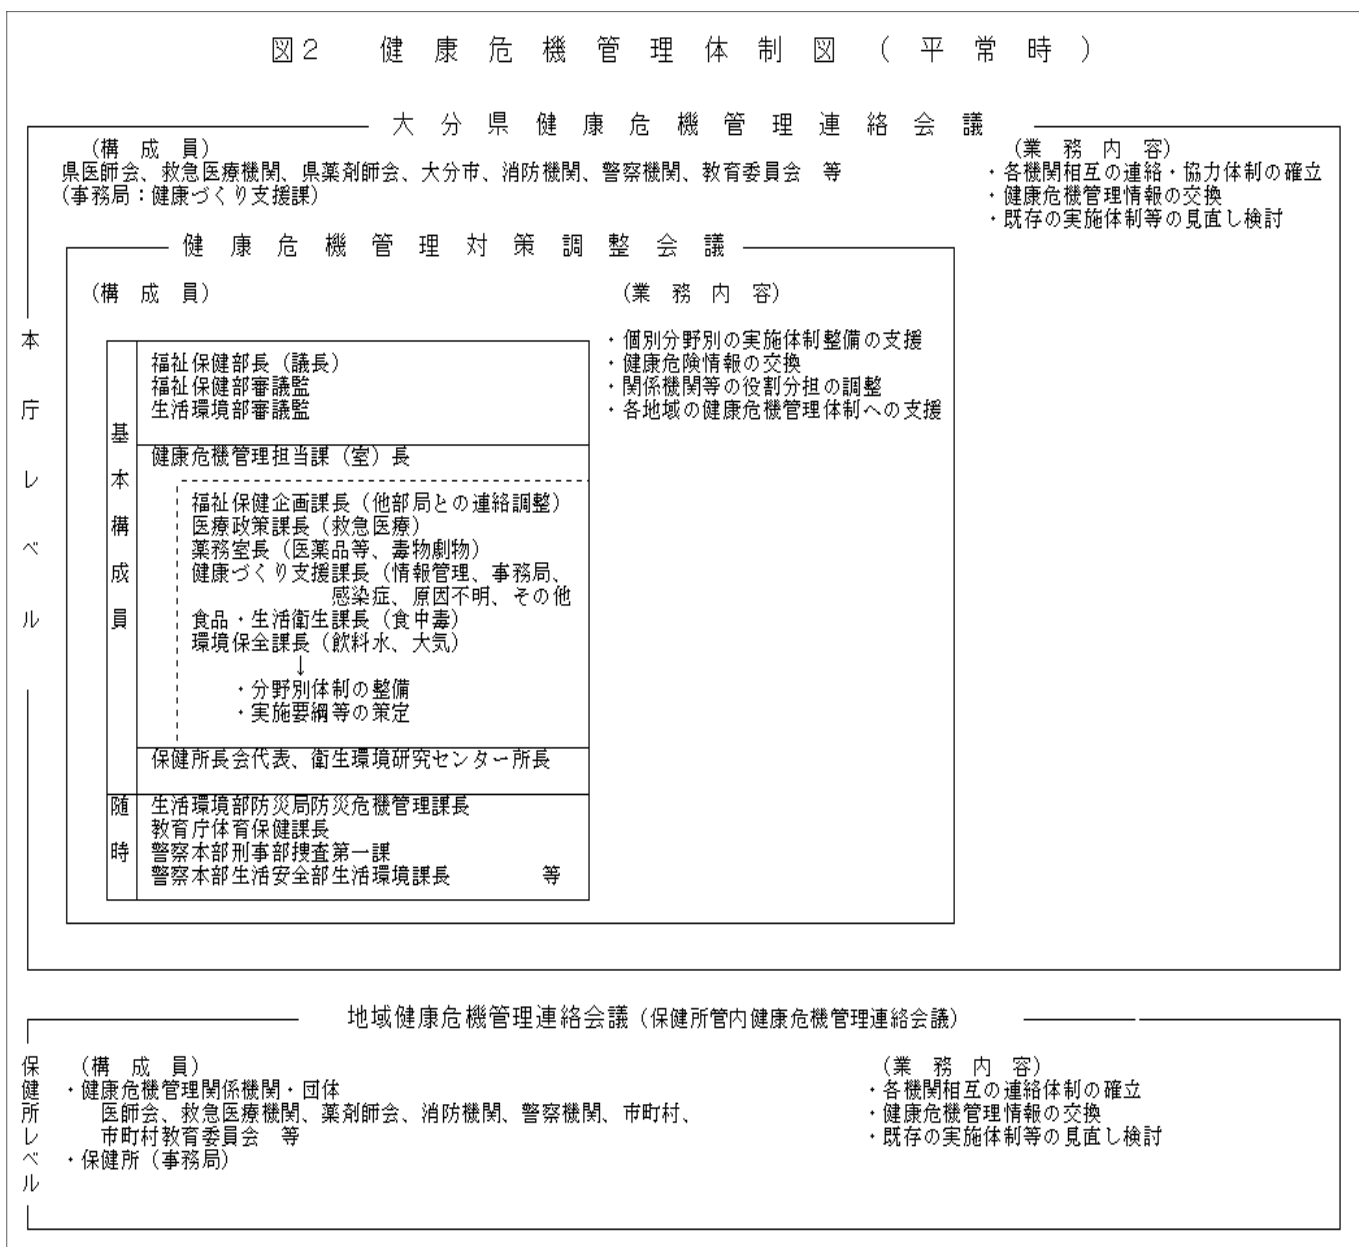 図2　健康危機管理体制図（平常時）
大分県健康危機管理連絡会議
（構成員）
県医師会、救急医療機関、県薬剤師会、大分市、消防機関、警察機関、教育委員会　等
（事務局：健康づくり支援課）
（業務内容）
・各機関相互の連絡・協力体制の確立
・健康危機管理情報の交換
・既存の実施体制等の見直し検討
本庁レベル
健康危機管理対策調整会議
（構成員）
基本構成員
福祉保健部長（議長）
福祉保健部審議監
生活環境部審議監
健康危機管理担当課（室）長
福祉保健企画課長（他部局との連絡調整）
医療政策課長（救急医療）
薬務室長（医薬品等、毒物劇物）
健康づくり支援課長（情報管理、事務局、
感染症、原因不明、その他
食品・生活衛生課長（食中毒）
環境保全課長（飲料水、大気）
↓
・分野別体制の整備
・実施要綱等の策定
保健所長会代表、衛生環境研究センター所長
随時
生活環境部防災局防災危機管理課長
教育庁体育保健課長
警察本部刑事部捜査第一課
警察本部生活安全部生活環境課長　等
（業務内容）
・個別分野別の実施体制整備の支援
・健康危険情報の交換
・関係機関等の役割分担の調整
・各地域の健康危機管理体制への支援
地域健康危機管理連絡会議（保健所管内健康危機管理連絡会議）
保健所レベル
（構成員）
・健康危機管理関係機関・団体
医師会、救急医療機関、薬剤師会、消防機関、警察機関、市町村、
市町村教育委員会　等
・保健所（事務局）
（業務内容）
・各機関相互の連絡体制の確立
・健康危機管理情報の交換
・既存の実施体制等の見直し検討